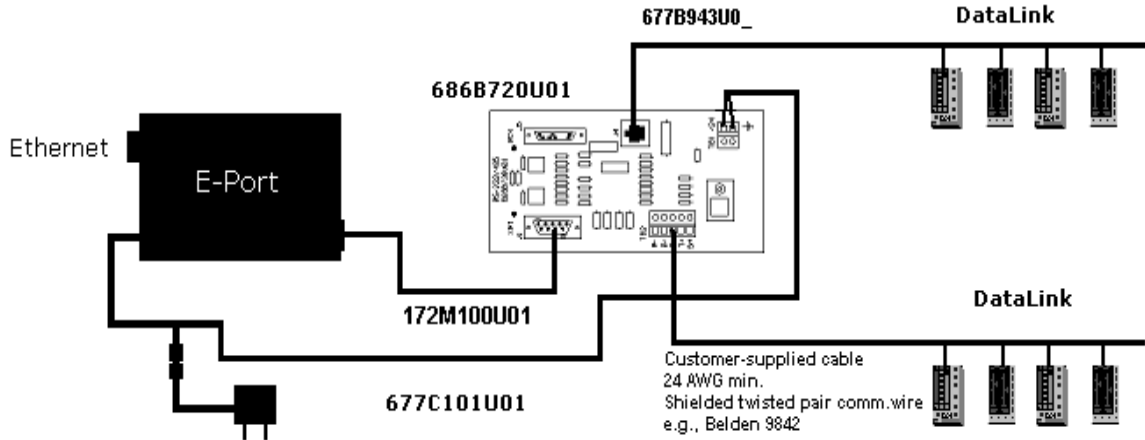 677B943U0_
DataLink
686B720U01
Ethernet
E-Port
172M100U01
DataLink
Customer-supplied cable
24 AWG min.
Shielded twisted pair comm.wire
e.g., Belden 9842
677C101U01